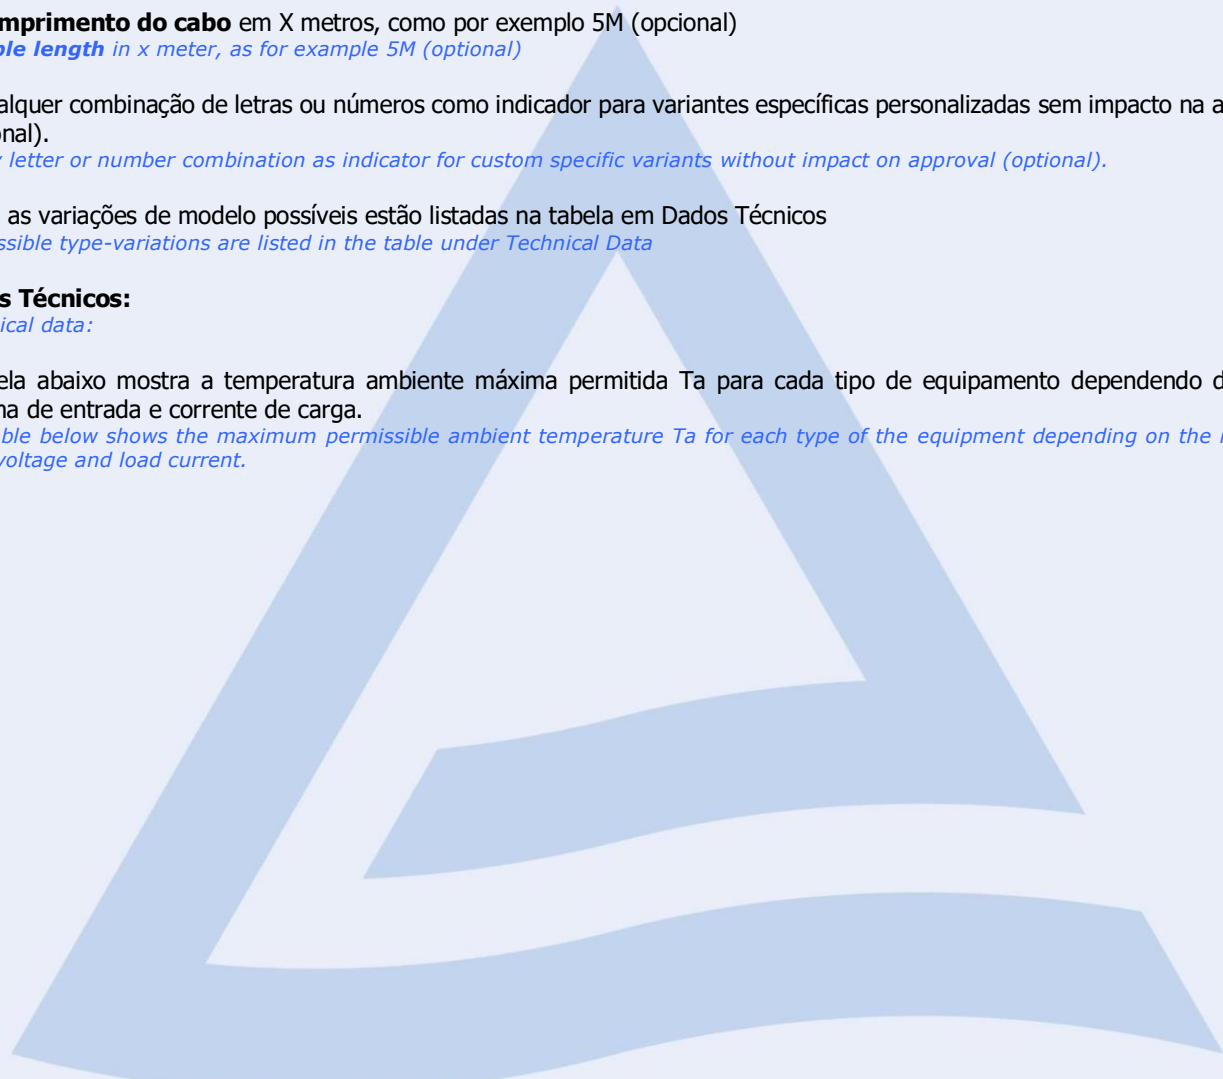 mprimento do cabo em X metros, como por exemplo 5M (opcional)
ble length in x meter, as for example 5M (optional)
alquer combinação de letras ou números como indicador para variantes específicas personalizadas sem impacto na a
onal).
letter or number combination as indicator for custom specific variants without impact on approval (optional).
as variações de modelo possíveis estão listadas na tabela em Dados Técnicos
ssible type-variations are listed in the table under Technical Data
s Técnicos:
ical data:
ela abaixo mostra a temperatura ambiente máxima permitida Ta para cada tipo de equipamento dependendo d
na de entrada e corrente de carga.
ble below shows the maximum permissible ambient temperature Ta for each type of the equipment depending on the
voltage and load current.